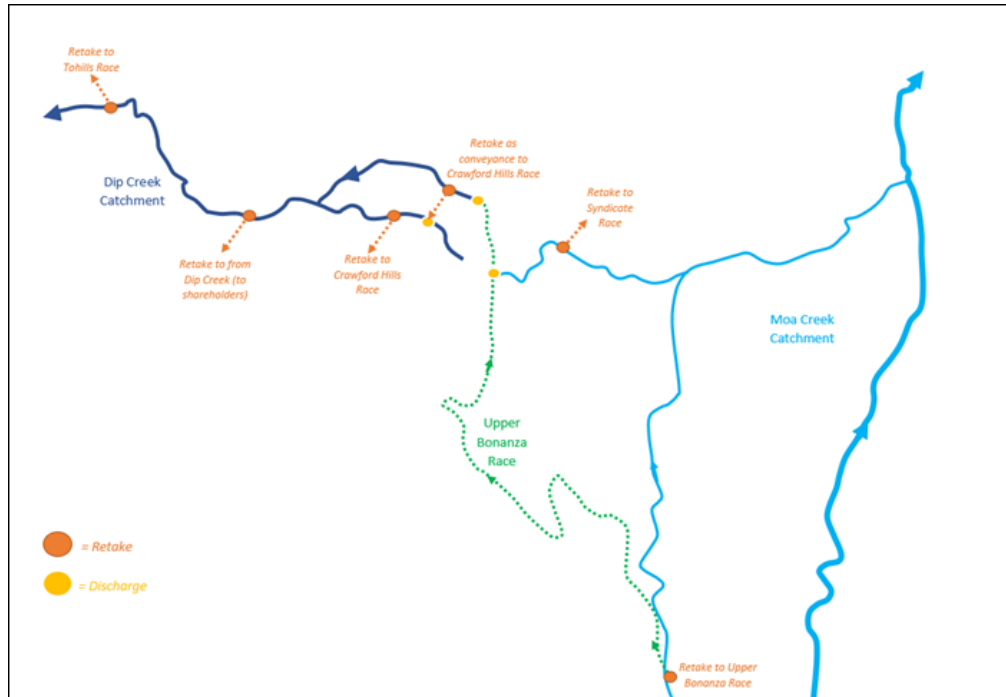 Retake to
Tohills Race
Retake as
conveyance to
Crawford Hills Race
Dip Creek
Catchment
Retake to
Syndicate
Race
Retake to from
Dip Creek (to
shareholders)
Retake to
Crawford Hills
Race
Moa Creek
Catchment
Upper
Bonanza
Race
= Retake
= Discharge
Retake to Upper
Bonanza Race